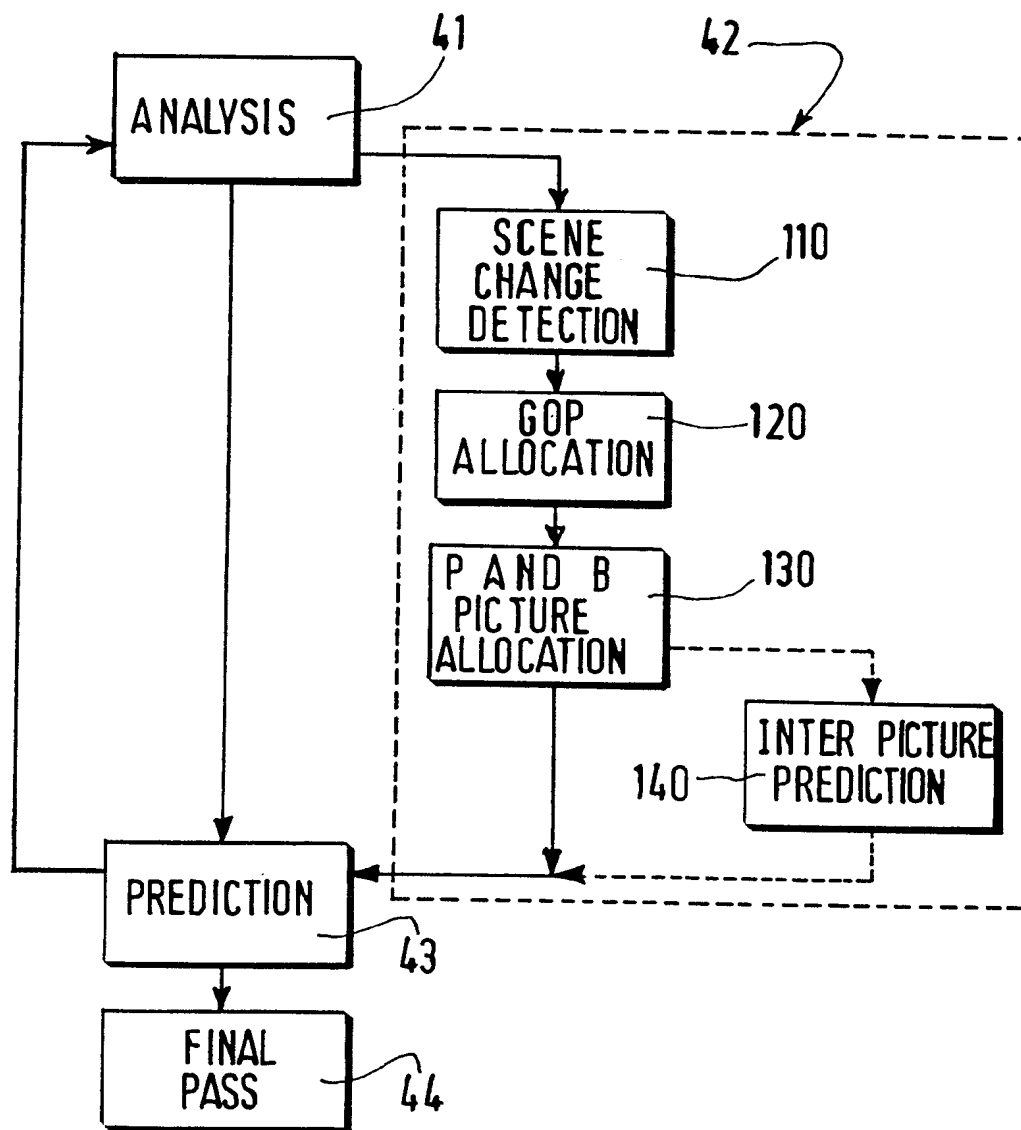 41
42
ANALYSIS
SCENE
CHANGE
DETECTION
110
GOP
ALLOCATION
120
P AND B
PICTURE
ALLOCATION
130
INTER PICTURE
PREDICTION
140
PREDICTION
43
FINAL
PASS
44